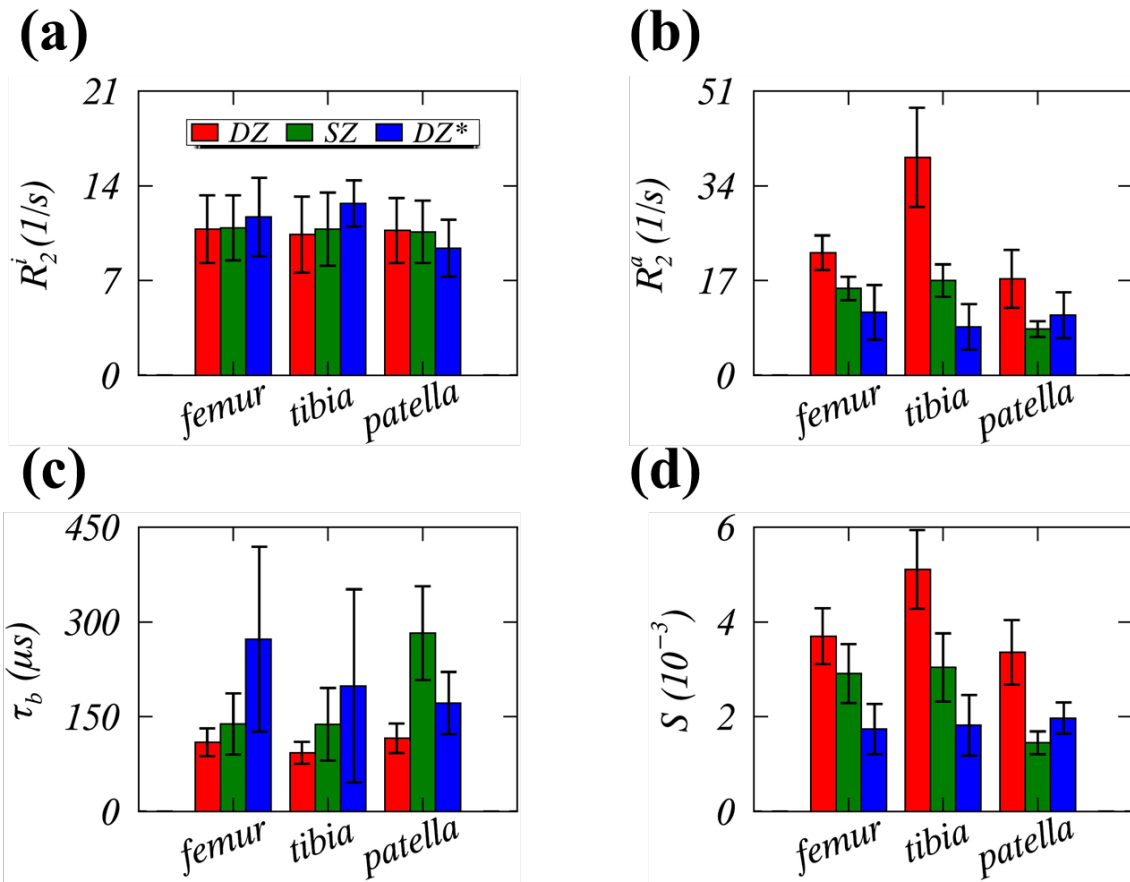 (a)
21
14
7
0
R₂ⁱ (1/s)
DZ SZ DZ*
femur tibia patella
(b)
51
34
17
0
R₂ᵃ (1/s)
femur tibia patella
(c)
450
300
150
0
τ_b (μs)
femur tibia patella
(d)
6
4
2
0
S (10⁻³)
femur tibia patella